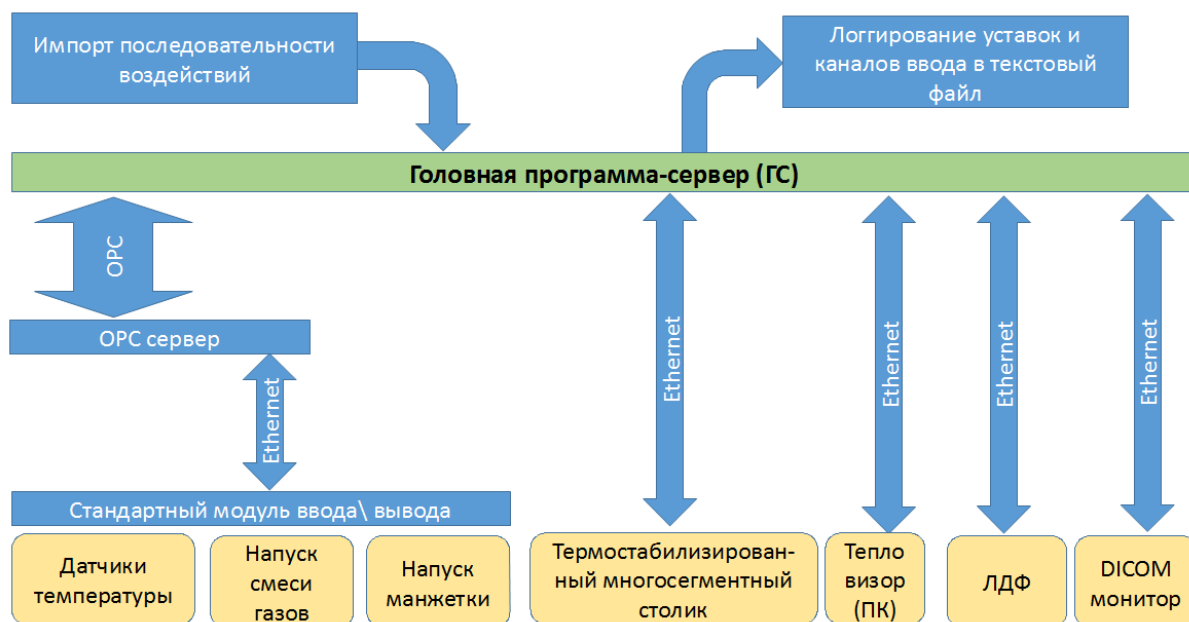 Импорт последовательности
воздействий
Логгирование уставок и
каналов ввода в текстовый
файл
Головная программа-сервер (ГС)
OPC
OPC сервер
Ethernet
Ethernet
Ethernet
Ethernet
Ethernet
Стандартный модуль ввода\ вывода
Датчики
температуры
Напуск
смеси
газов
Напуск
манжетки
Термостабилизирован-
ный многосегментный
столик
Тепло
визор
(ПК)
ЛДФ
DICOM
монитор